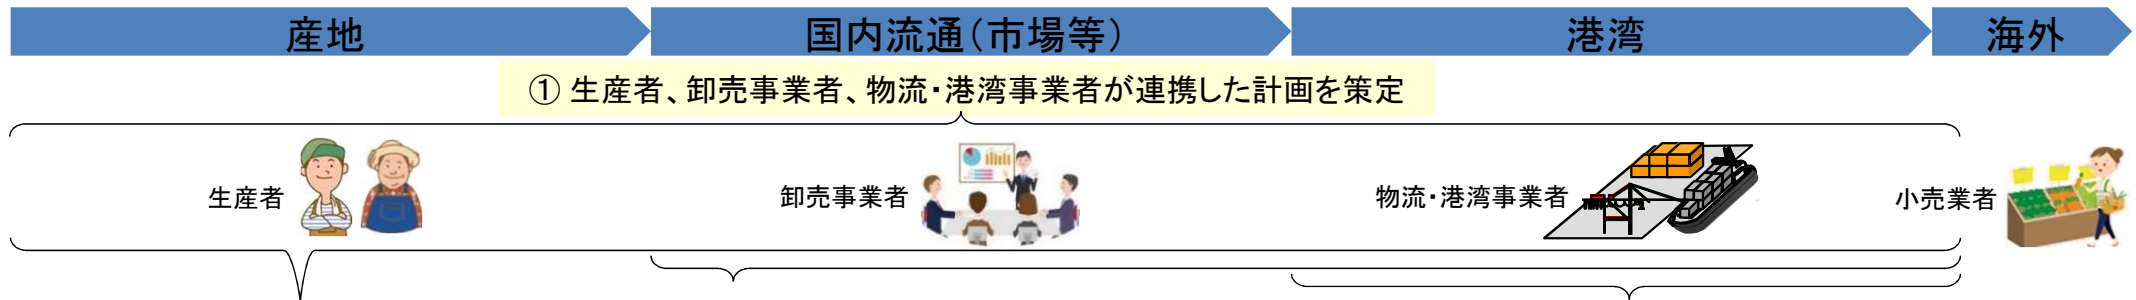 産地
国内流通(市場等)
港湾
海外
① 生産者、卸売事業者、物流・港湾事業者が連携した計画を策定
生産者
卸売事業者
物流・港湾事業者
小売業者